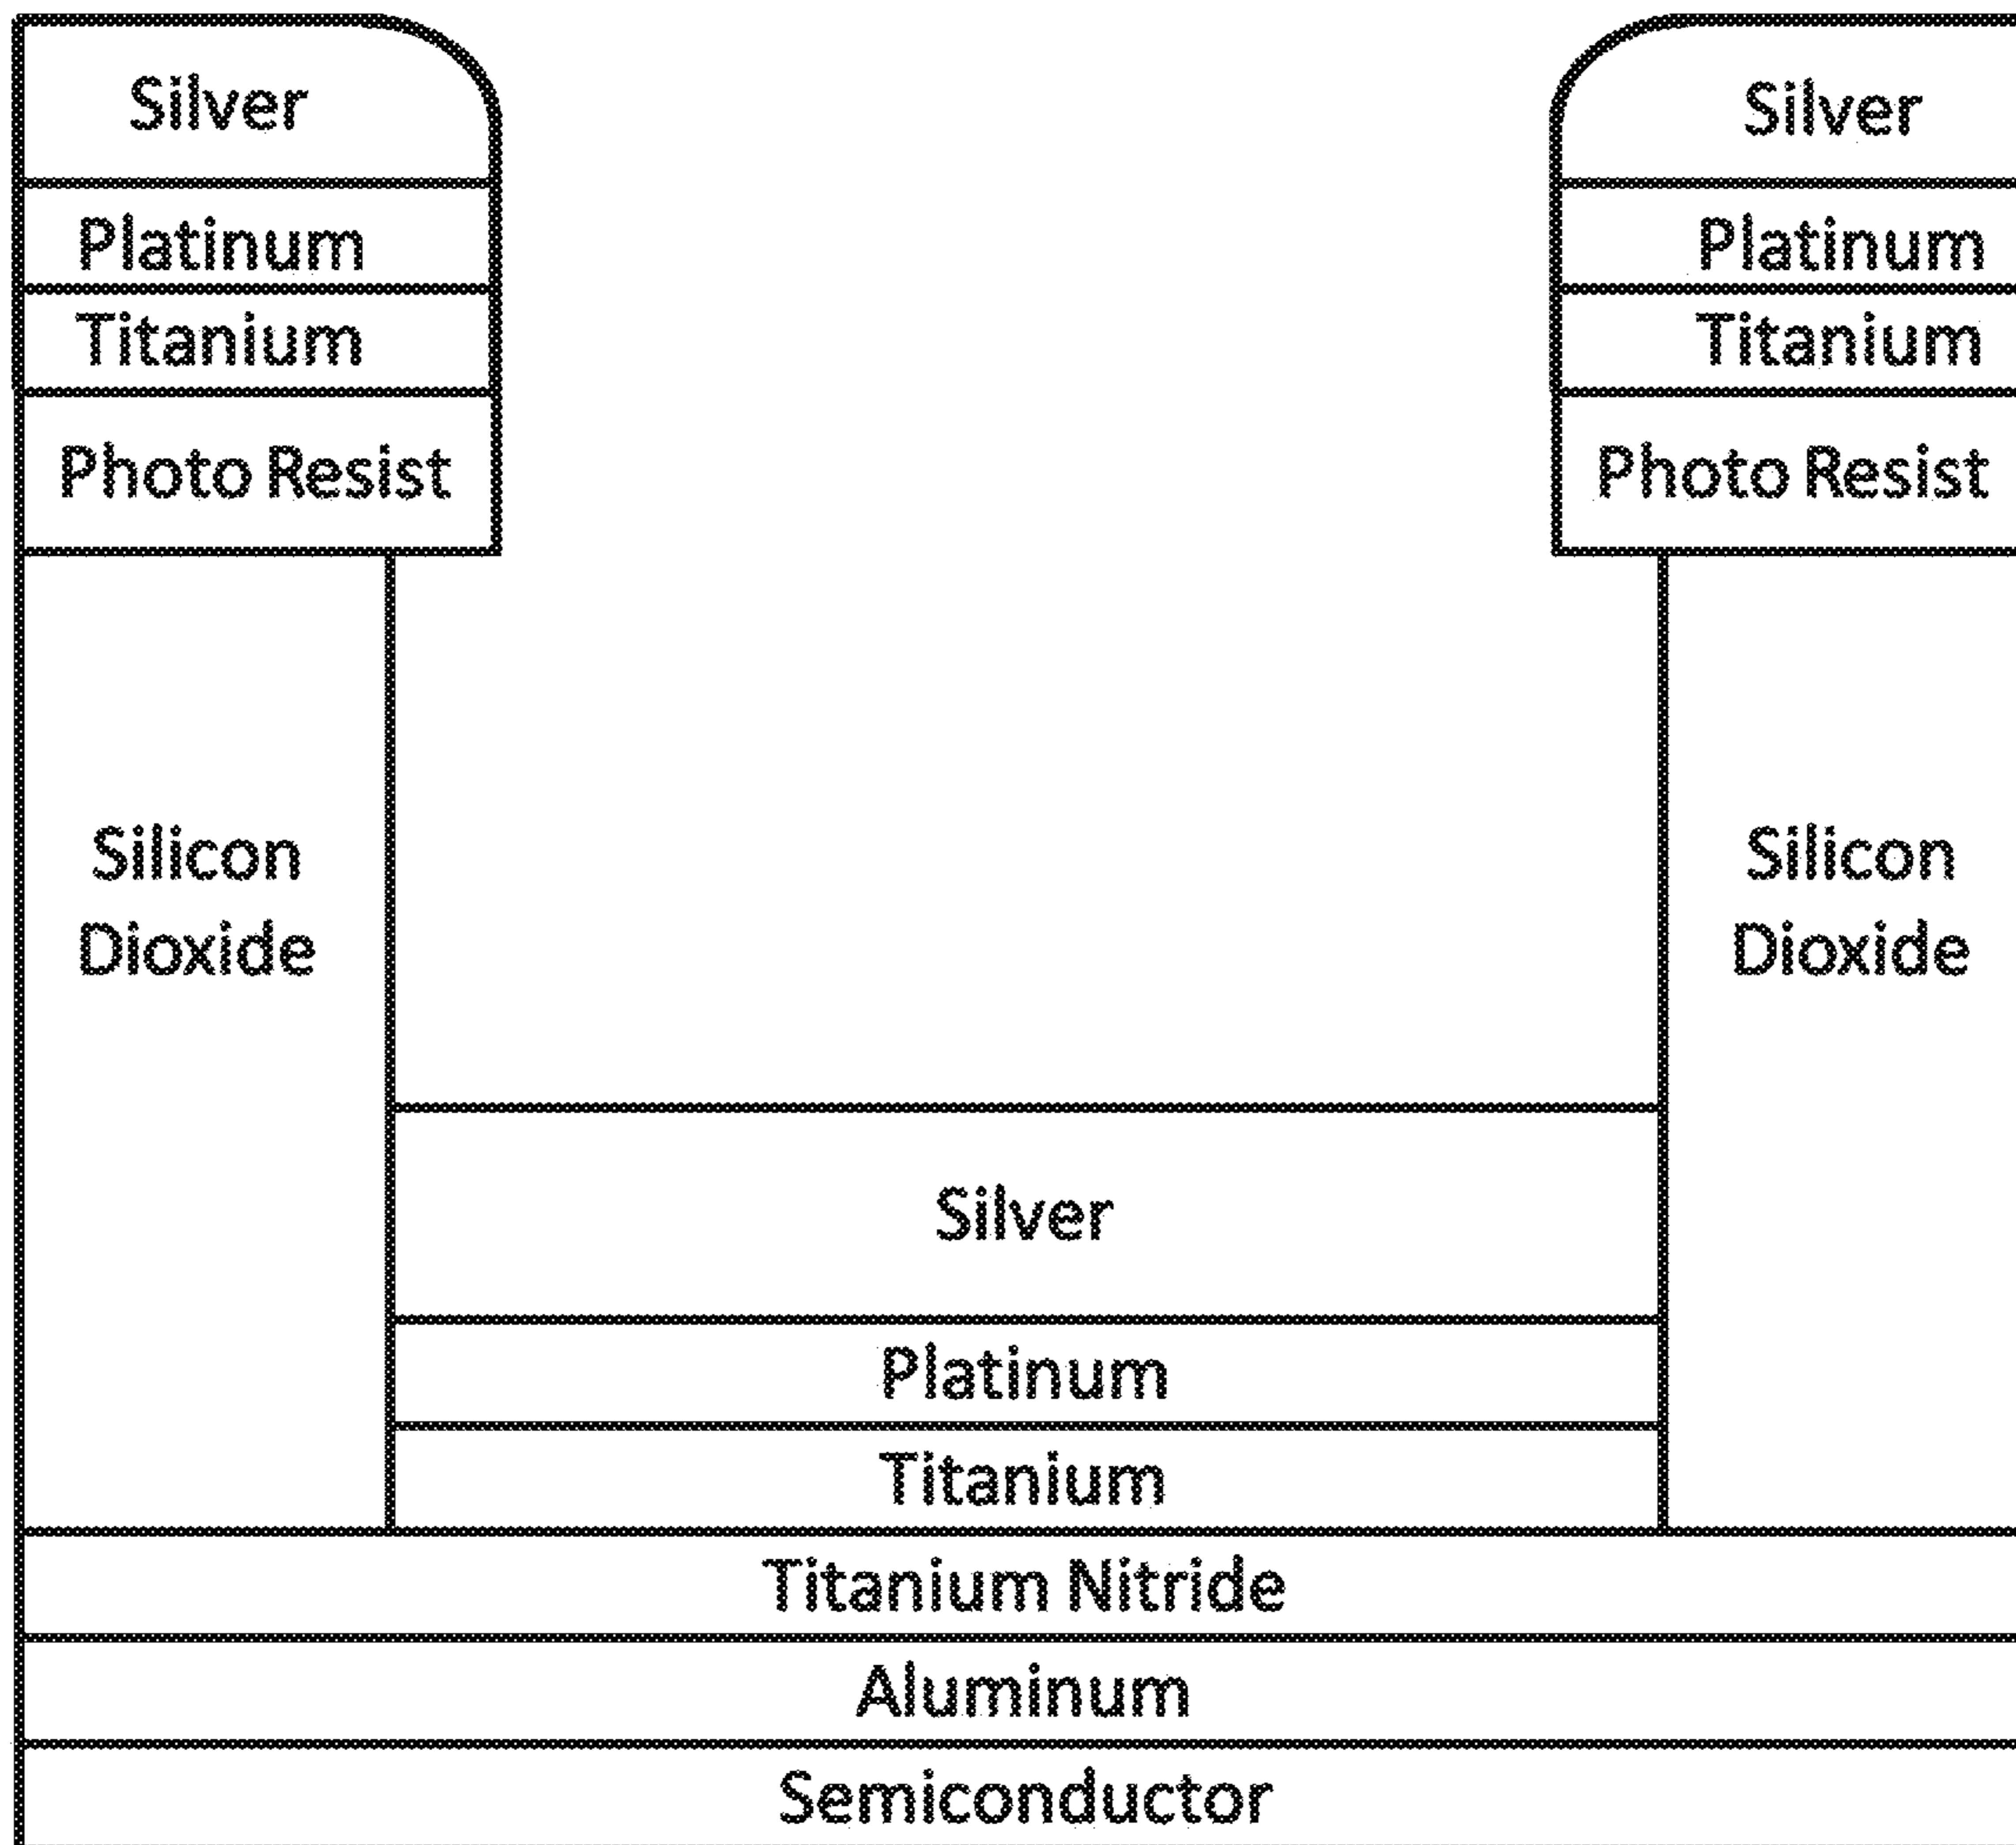 Silver
Silver
Platinum
Platinum
Titanium
Titanium
Photo Resist
Photo Resist
Silicon
Dioxide
Silicon
Dioxide
Silver
Platinum
Titanium
Titanium Nitride
Aluminum
Semiconductor